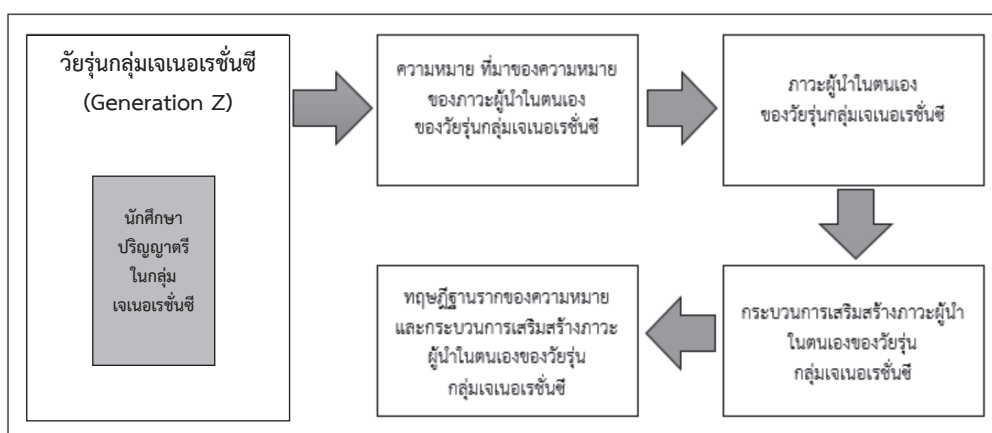 วัยรุ่นกลุ่มเจเนอเรชั่นซี
(Generation Z)
นักศึกษา
ปริญญาตรี
ในกลุ่ม
เจเนอเรชั่นซี
ความหมาย ที่มาของความหมาย
ของภาวะผู้นำในตนเอง
ของวัยรุ่นกลุ่มเจเนอเรชั่นซี
ภาวะผู้นำในตนเอง
ของวัยรุ่นกลุ่มเจเนอเรชั่นซี
กระบวนการเสริมสร้างภาวะผู้นำ
ในตนเองของวัยรุ่น
กลุ่มเจเนอเรชั่นซี
ทฤษฎีฐานรากของความหมาย
และกระบวนการเสริมสร้างภาวะ
ผู้นำในตนเองของวัยรุ่น
กลุ่มเจเนอเรชั่นซี